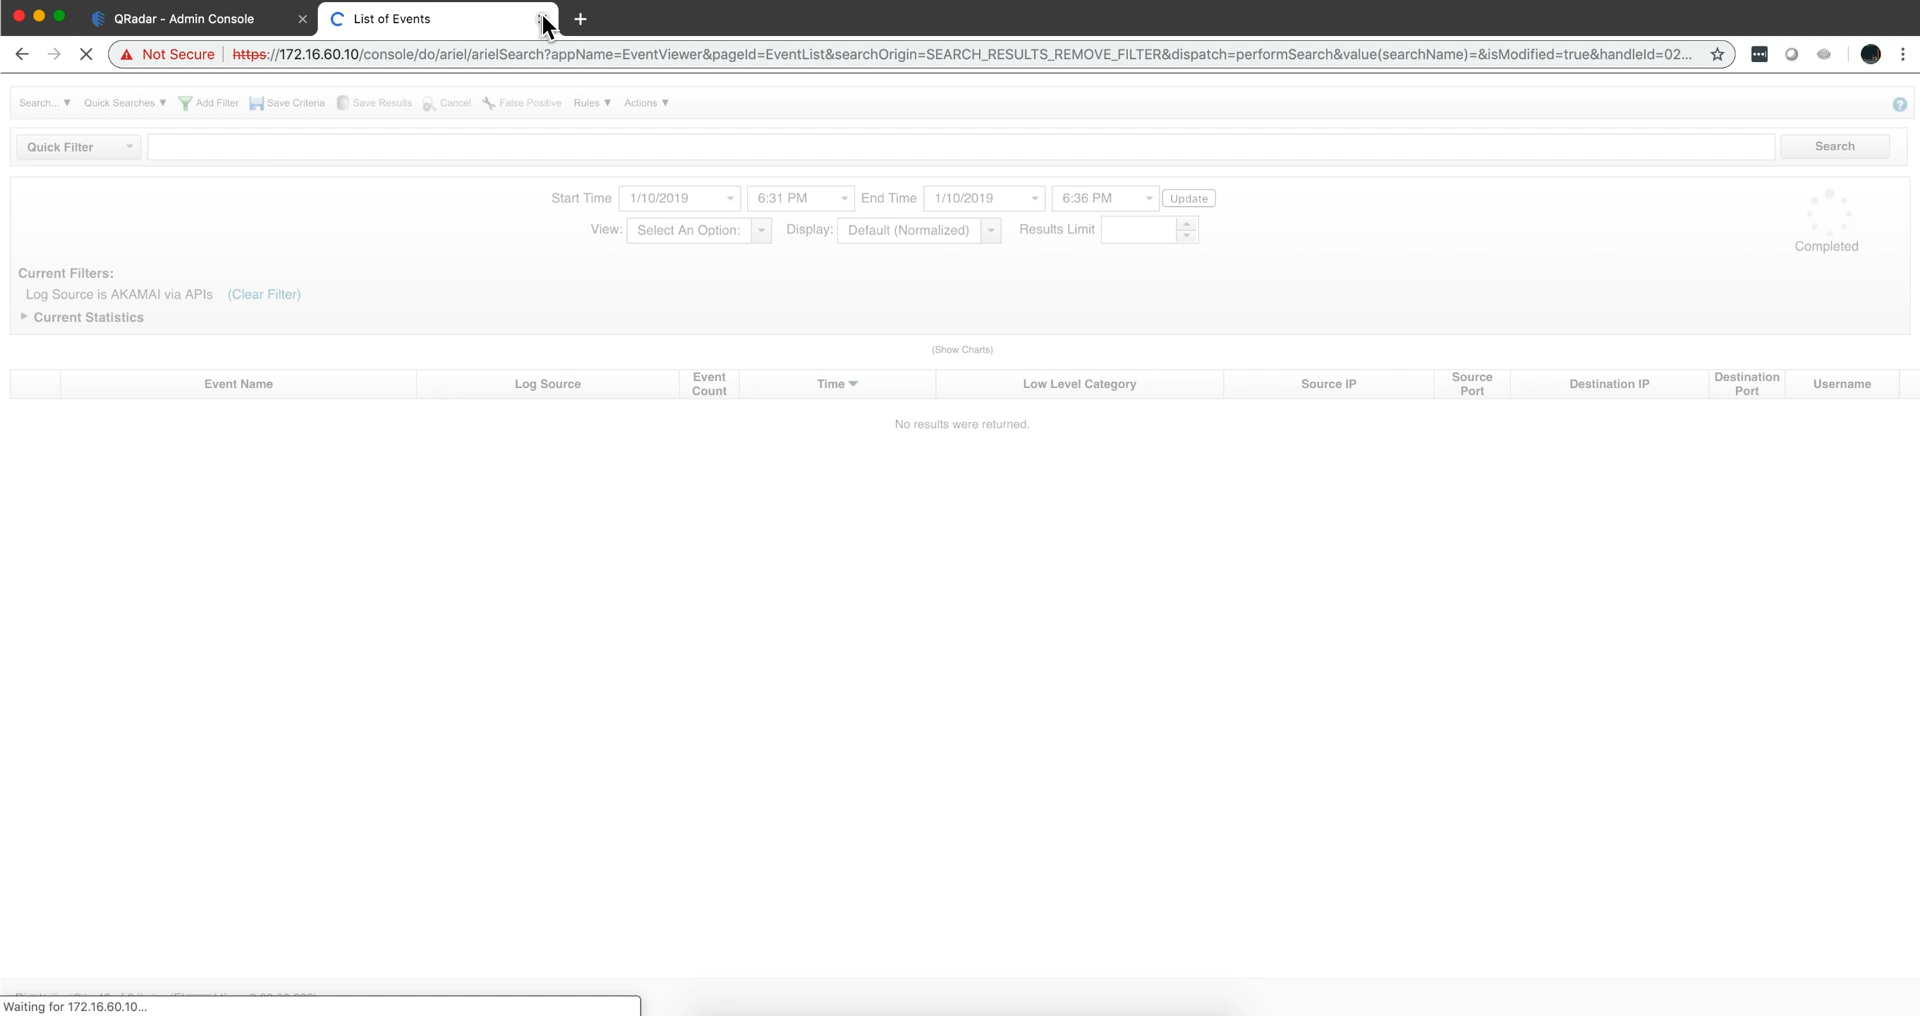 QRadar - Admin Console
List of Events
Not Secure https://172.16.60.10/console/do/ariel/arielSearch?appName=EventViewer&pageId=EventList&searchOrigin=SEARCH_RESULTS_REMOVE_FILTER&dispatch=performSearch&value(searchName)=&isModified=true&handleId=02...
Search... Quick Searches Add Filter Save Criteria Save Results Cancel False Positive Rules Actions
Quick Filter Search
Start Time 1/10/2019 6:31 PM End Time 1/10/2019 6:36 PM Update
View: Select An Option: Display: Default (Normalized) Results Limit
Completed
Current Filters:
Log Source is AKAMAI via APIs (Clear Filter)
Current Statistics
(Show Charts)
Event Name Log Source Event Count Time Low Level Category Source IP Source Port Destination IP Destination Port Username
No results were returned.
Waiting for 172.16.60.10...